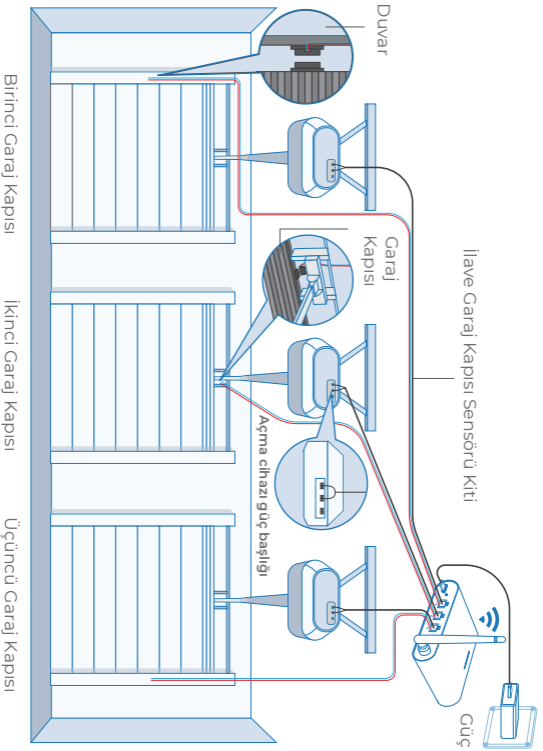 Duvar
Garaj
Kapısı
İlave Garaj Kapısı Sensörü Kiti
Açma cihazı güç başlığı
Güç
Birinci Garaj Kapısı
İkinci Garaj Kapısı
Üçüncü Garaj Kapısı